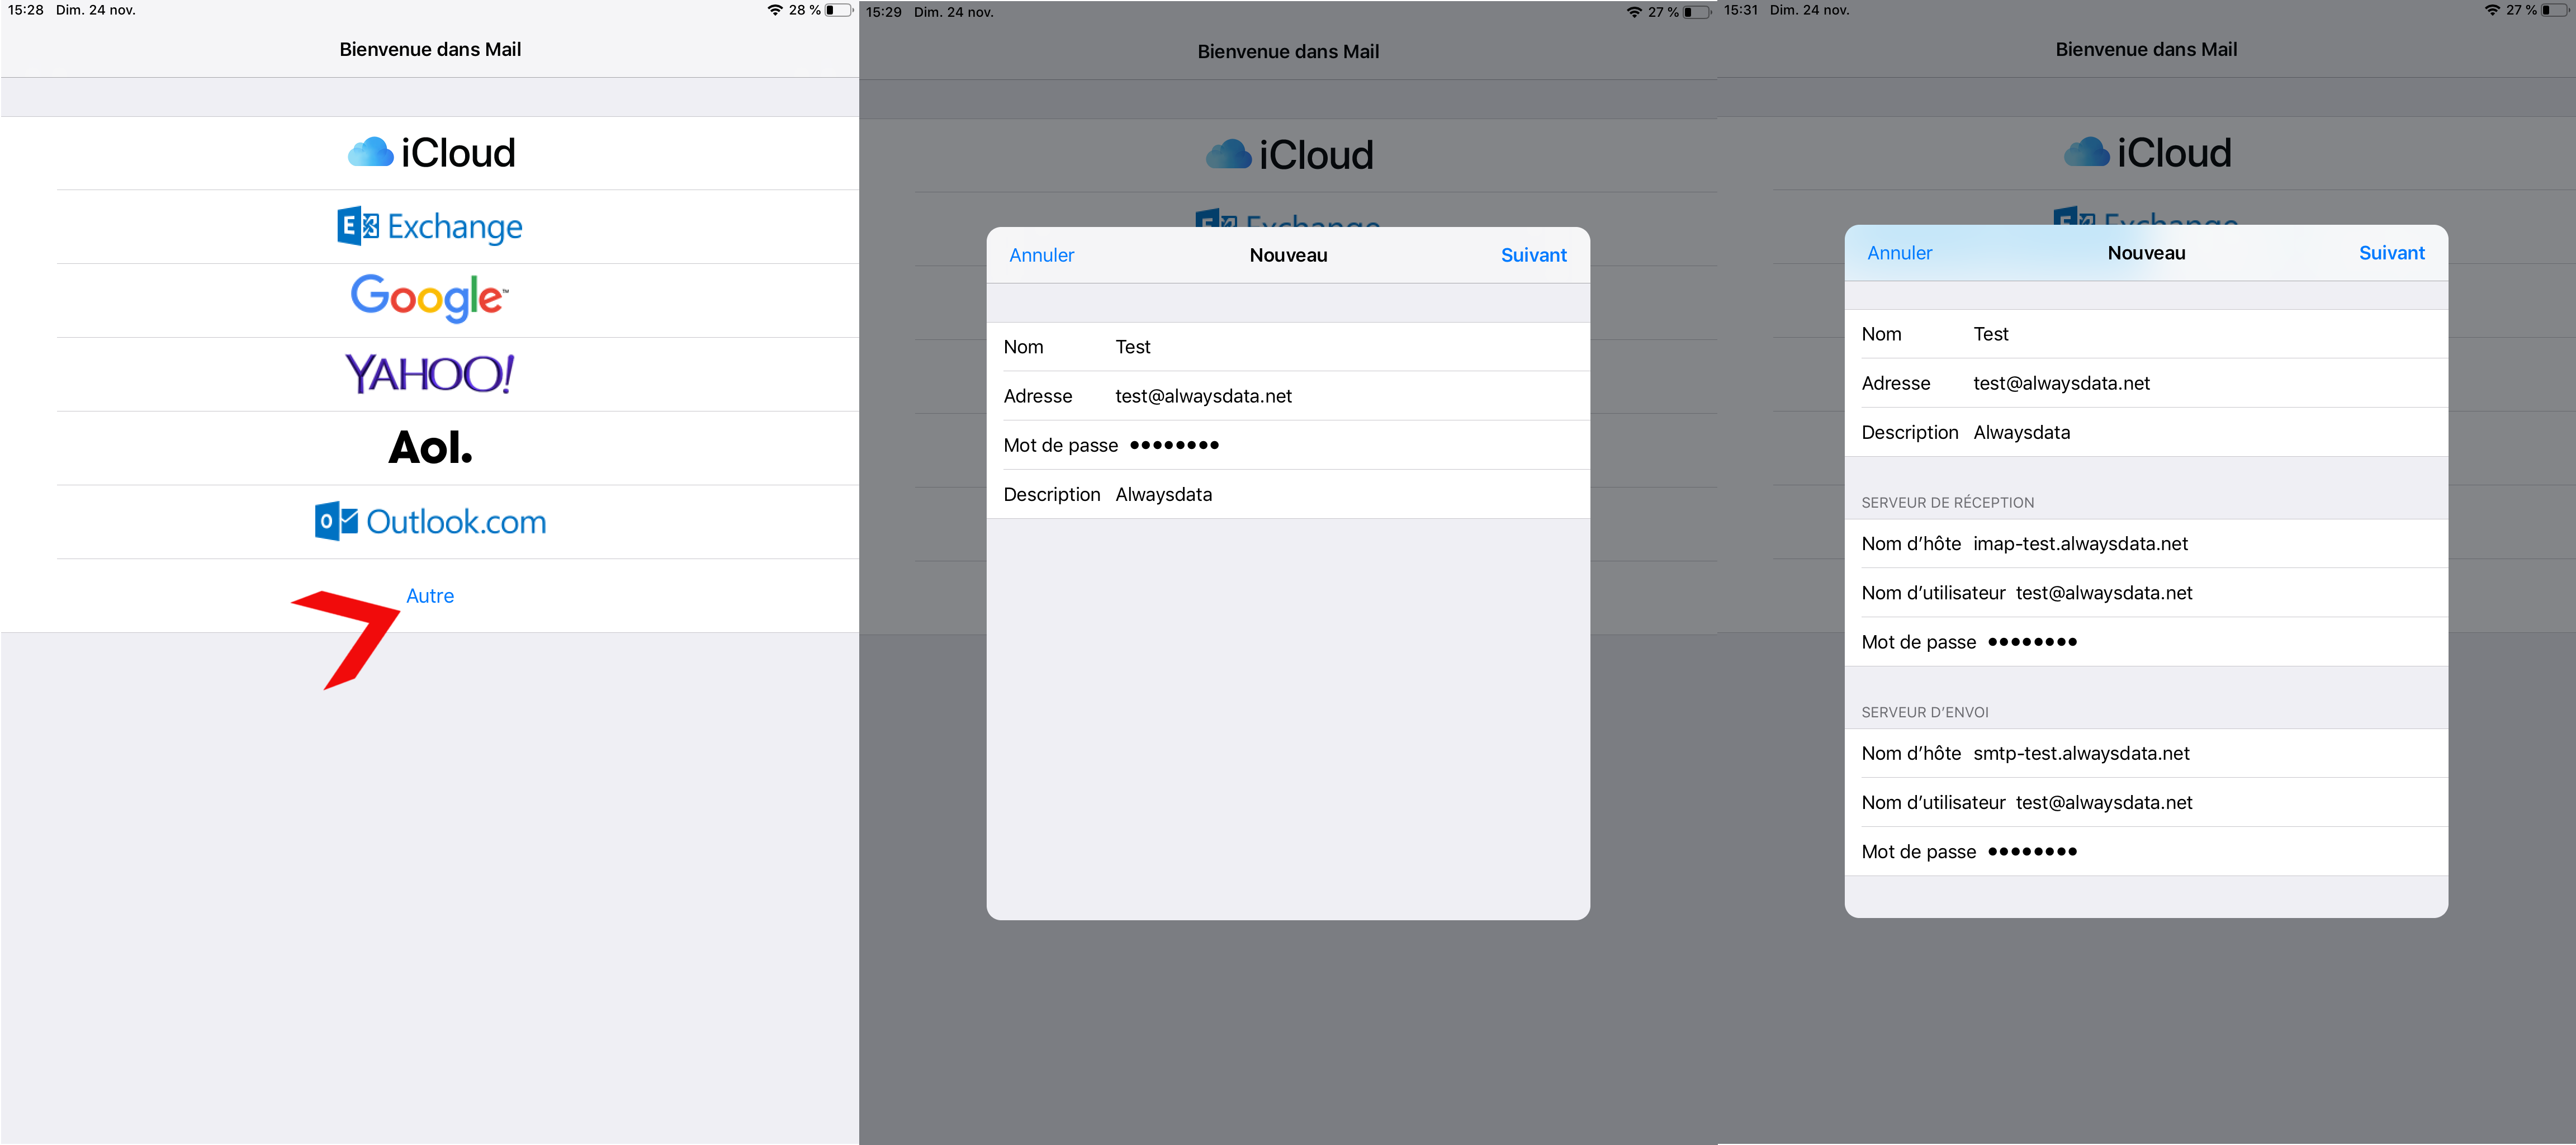 15:28 Dim. 24 nov. 28 %
Bienvenue dans Mail
iCloud
Exchange
Google™
YAHOO!
Aol.
Outlook.com
Autre
15:29 Dim. 24 nov. 27 %
Bienvenue dans Mail
iCloud
Exchange
Annuler Nouveau Suivant
Nom Test
Adresse test@alwaysdata.net
Mot de passe ••••••••
Description Alwaysdata
15:31 Dim. 24 nov. 27 %
Bienvenue dans Mail
iCloud
Exchange
Annuler Nouveau Suivant
Nom Test
Adresse test@alwaysdata.net
Description Alwaysdata
SERVEUR DE RÉCEPTION
Nom d’hôte imap-test.alwaysdata.net
Nom d’utilisateur test@alwaysdata.net
Mot de passe ••••••••
SERVEUR D’ENVOI
Nom d’hôte smtp-test.alwaysdata.net
Nom d’utilisateur test@alwaysdata.net
Mot de passe ••••••••